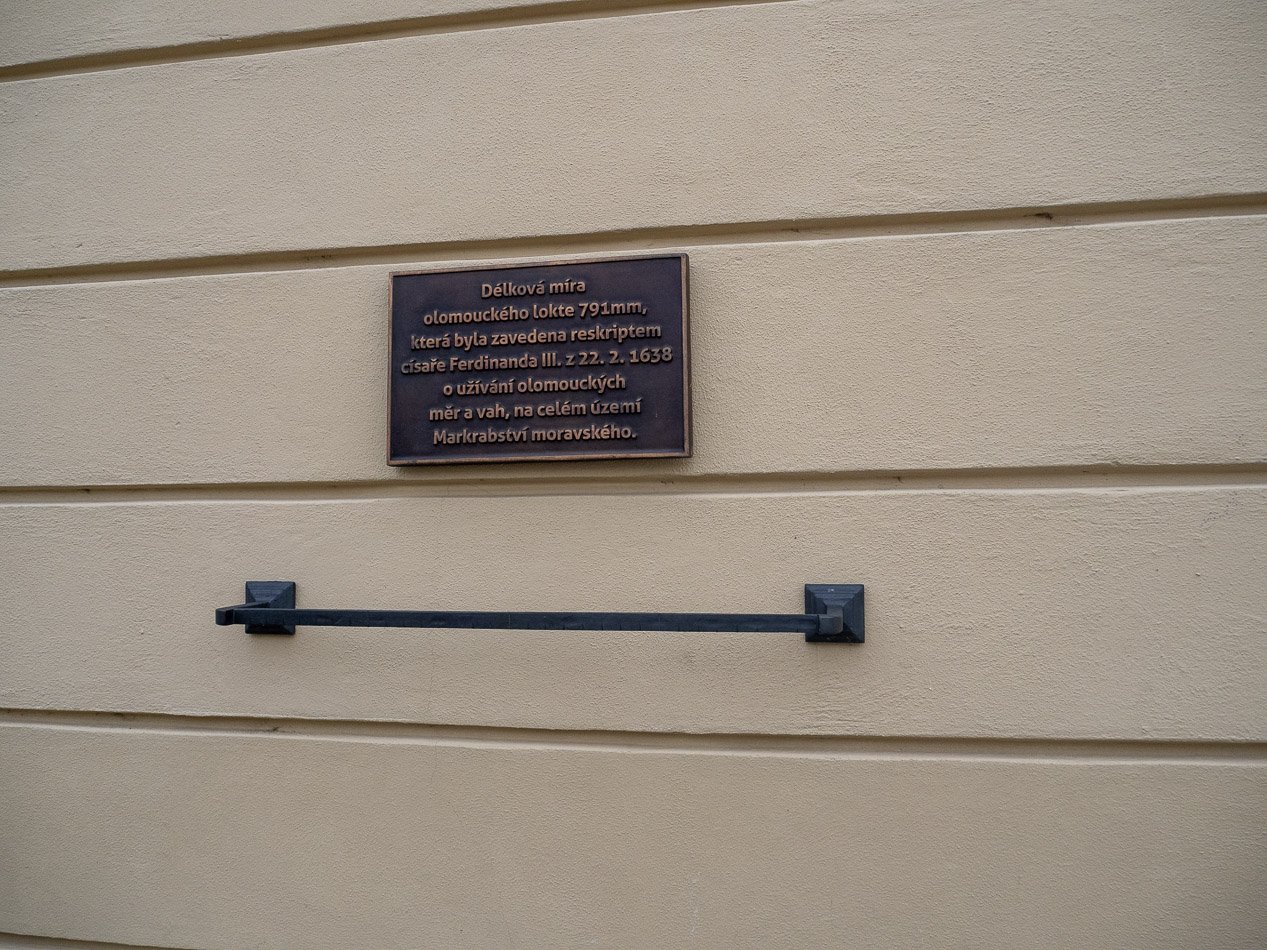 Délková míra
olomouckého lokte 791mm,
která byla zavedena reskriptem
císaře Ferdinanda III. z 22. 2. 1638
o užívání olomouckých
měr a vah, na celém území
Markrabství moravského.